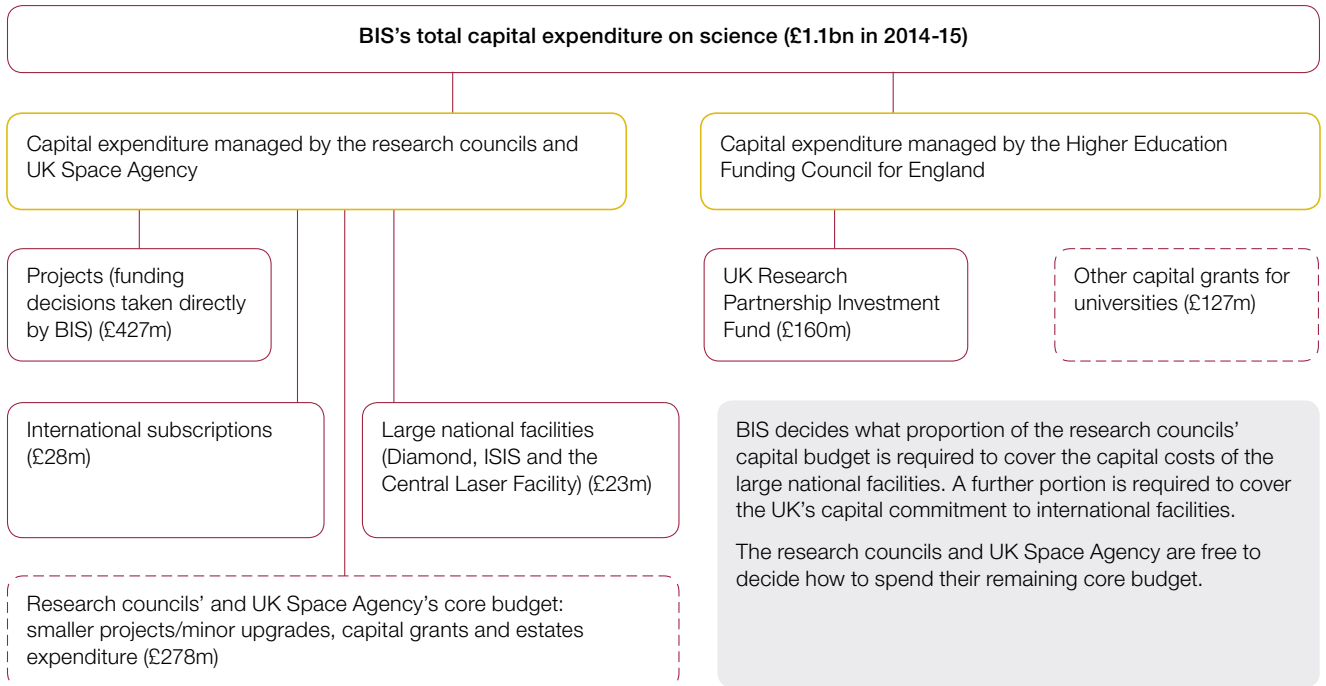 BIS's total capital expenditure on science (£1.1bn in 2014-15)
Capital expenditure managed by the research councils and
UK Space Agency
Capital expenditure managed by the Higher Education
Funding Council for England
Projects (funding
decisions taken directly
by BIS) (£427m)
UK Research
Partnership Investment
Fund (£160m)
Other capital grants for
universities (£127m)
International subscriptions
(£28m)
Large national facilities
(Diamond, ISIS and the
Central Laser Facility) (£23m)
BIS decides what proportion of the research councils'
capital budget is required to cover the capital costs of the
large national facilities. A further portion is required to cover
the UK's capital commitment to international facilities.
The research councils and UK Space Agency are free to
decide how to spend their remaining core budget.
Research councils' and UK Space Agency's core budget:
smaller projects/minor upgrades, capital grants and estates
expenditure (£278m)